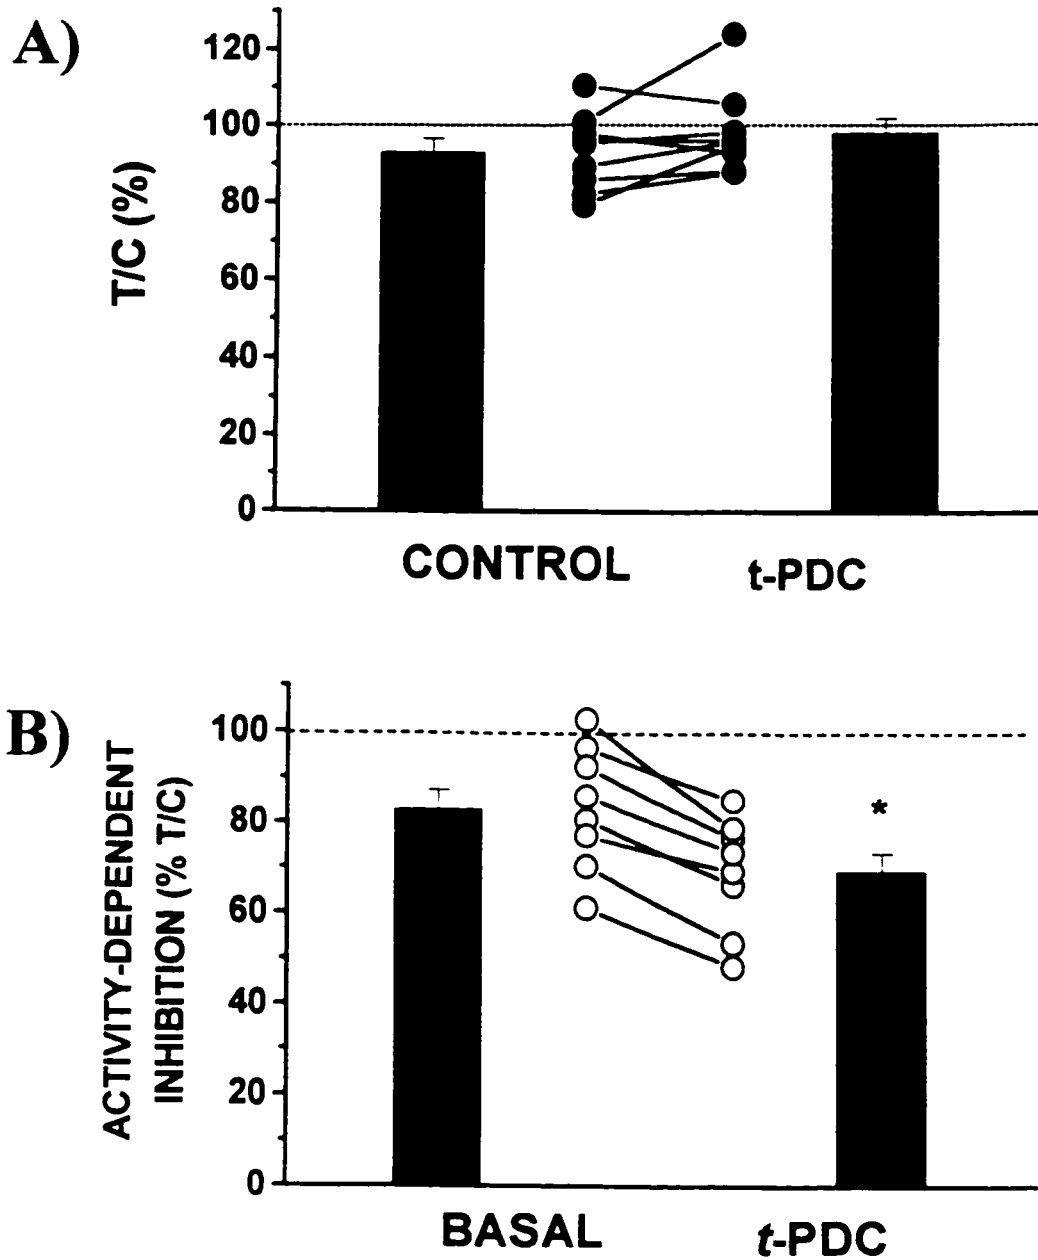 A)
T/C (%)
120
100
80
60
40
20
0
CONTROL t-PDC
B)
ACTIVITY-DEPENDENT
INHIBITION (% T/C)
100
80
60
40
20
0
*
BASAL t-PDC